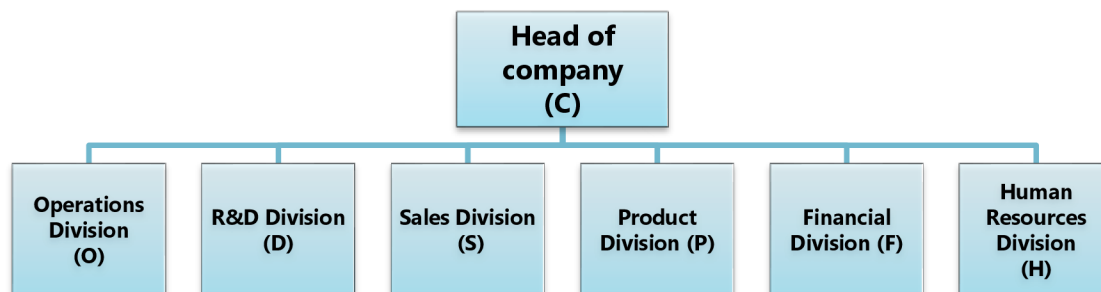 Head of
company
(C)
Operations
Division
(O)
R&D Division
(D)
Sales Division
(S)
Product
Division (P)
Financial
Division (F)
Human
Resources
Division
(H)